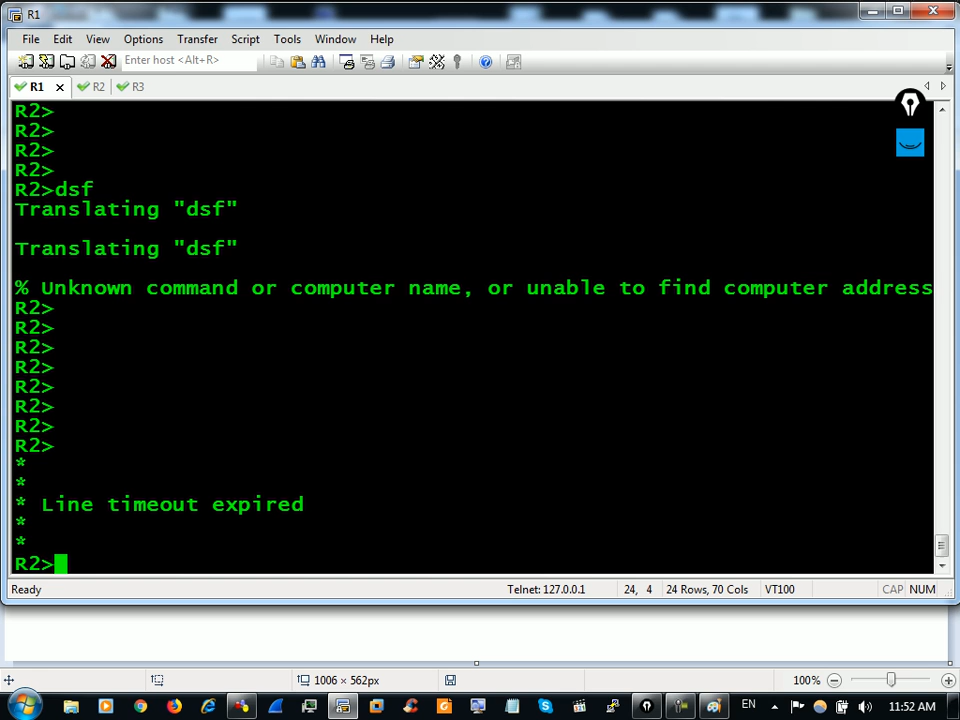 R1
File Edit View Options Transfer Script Tools Window Help
Enter host <Alt+R>
R1 R2 R3
R2>
R2>
R2>
R2>
R2>dsf
Translating "dsf"
Translating "dsf"
% Unknown command or computer name, or unable to find computer address
R2>
R2>
R2>
R2>
R2>
R2>
R2>
R2>
*
*
* Line timeout expired
*
*
R2>
Ready Telnet: 127.0.0.1 24, 4 24 Rows, 70 Cols VT100 CAP NUM
1006 × 562px 100%
EN 11:52 AM